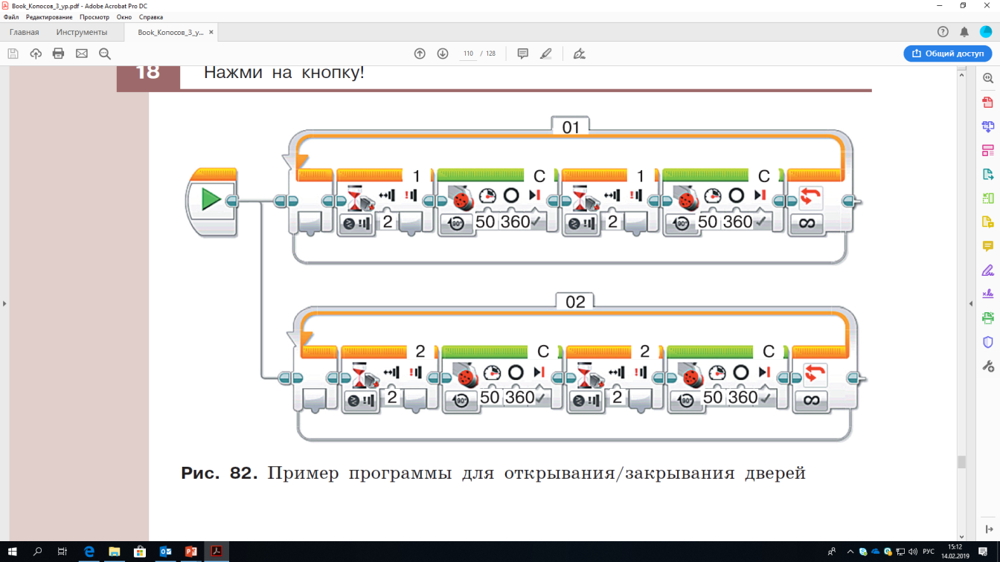 Book_Копосов_3_ур.pdf - Adobe Acrobat Pro DC
Файл Редактирование Просмотр Окно Справка
Главная Инструменты Book_Копосов_3_у... ×
110 / 128
Общий доступ
18 Нажми на кнопку!
01
1 C 1 C
2 50 360 2 50 360
02
2 C 2 C
2 50 360 2 50 360
Рис. 82. Пример программы для открывания/закрывания дверей
РУС
15:12
14.02.2019